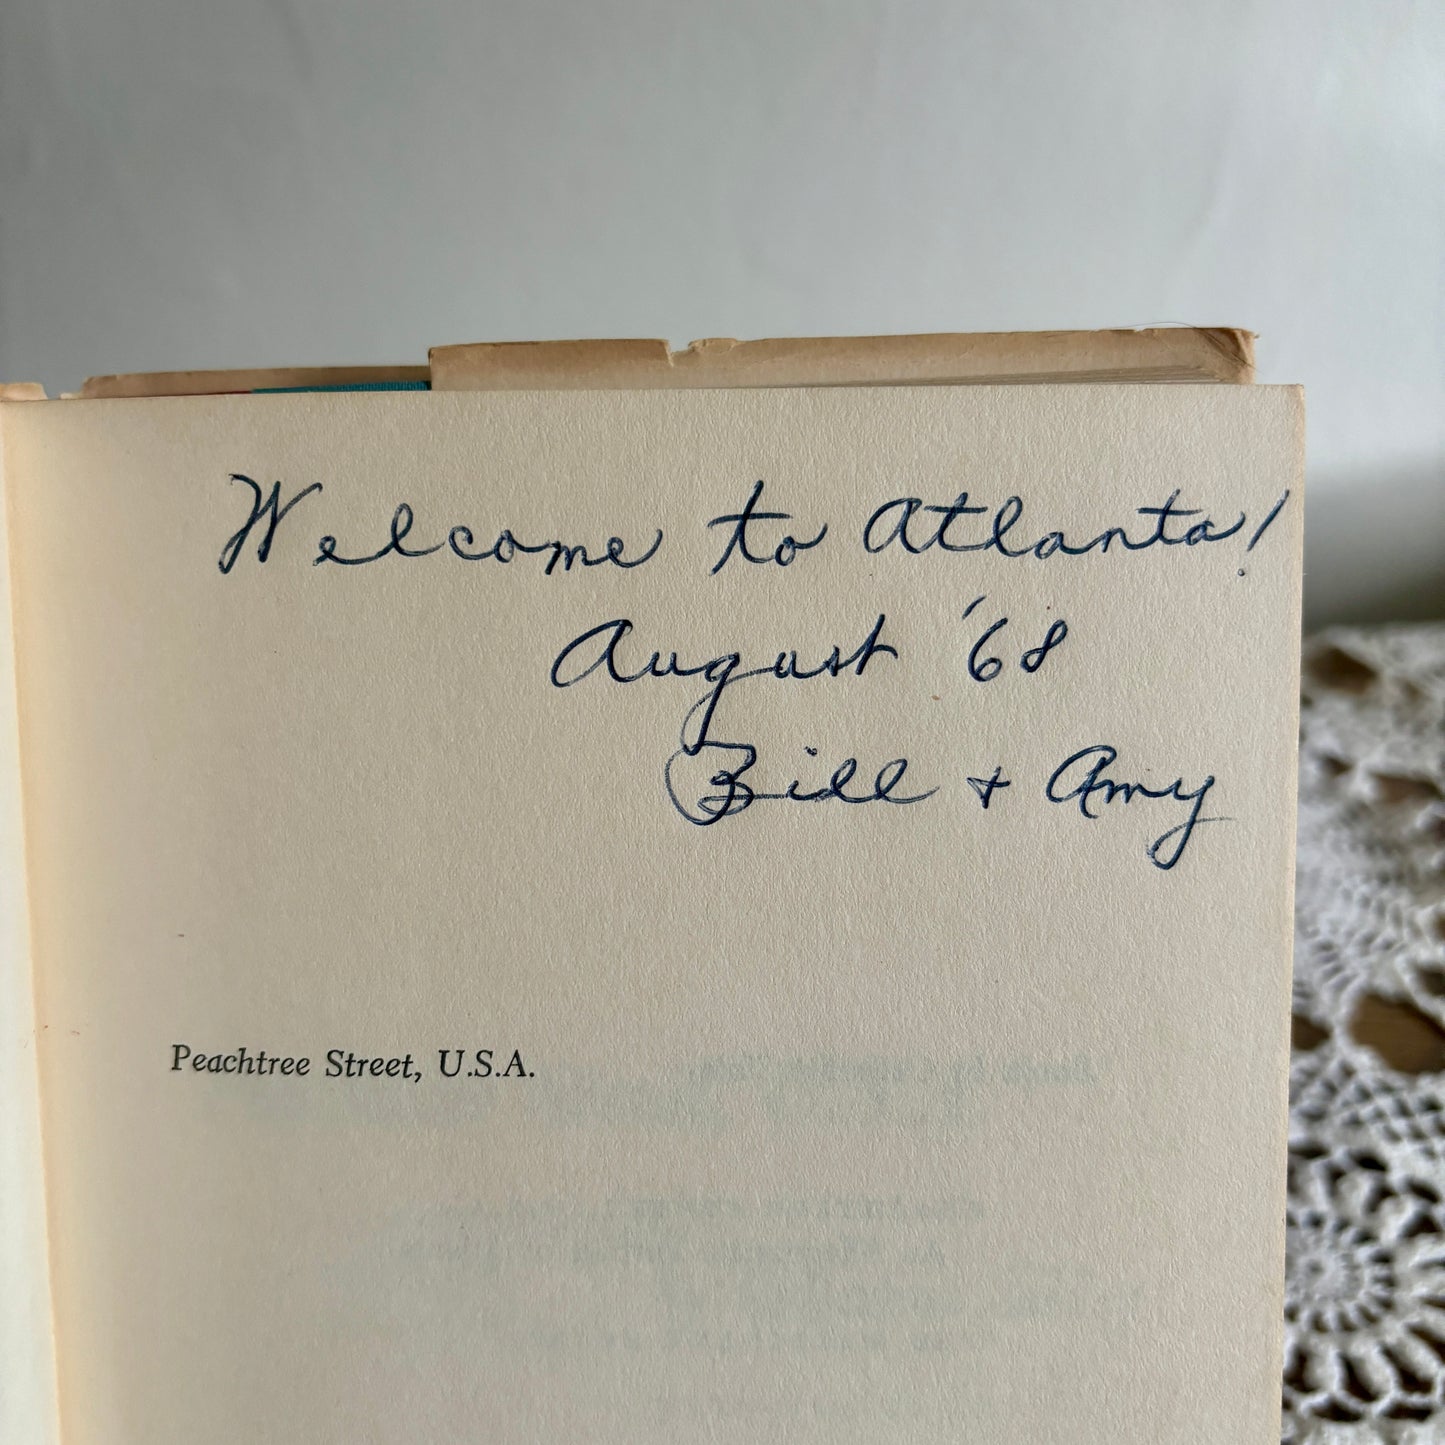 Welcome to Atlanta!
August '68
Bill + Amy
Peachtree Street, U.S.A.